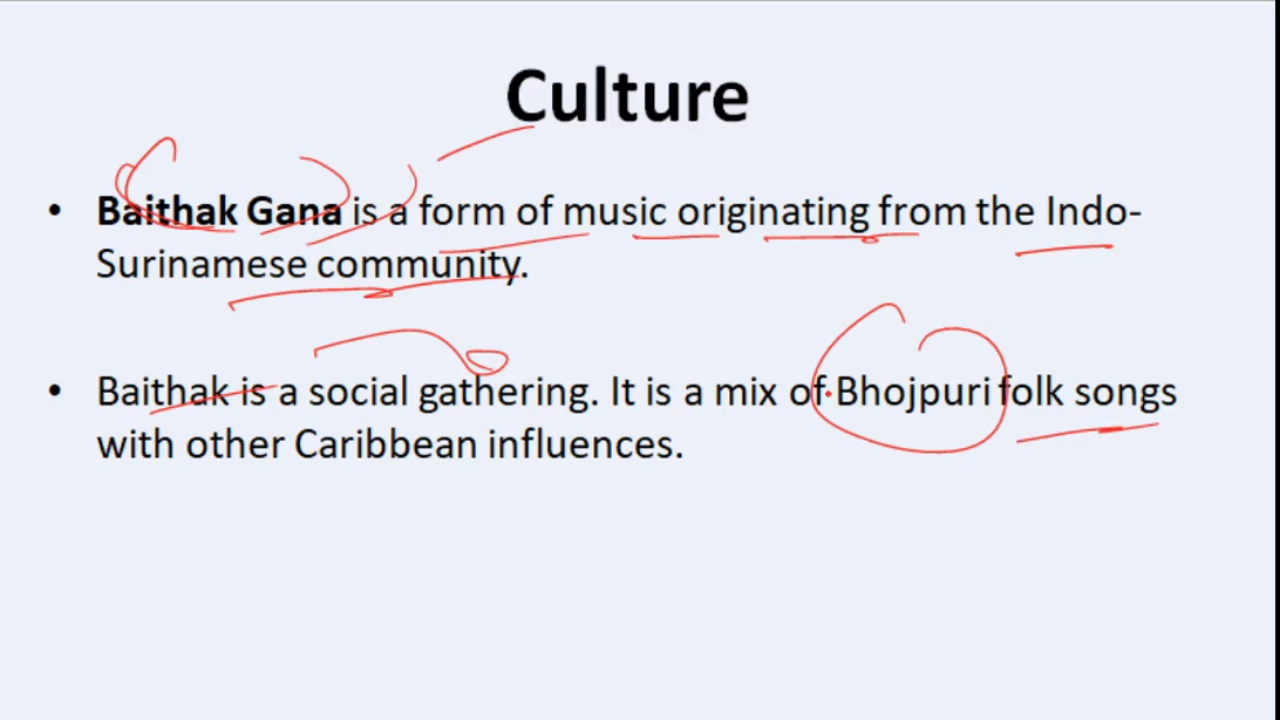 Culture
• Baithak Gana is a form of music originating from the Indo-
Surinamese community.
• Baithak is a social gathering. It is a mix of Bhojpuri folk songs
with other Caribbean influences.